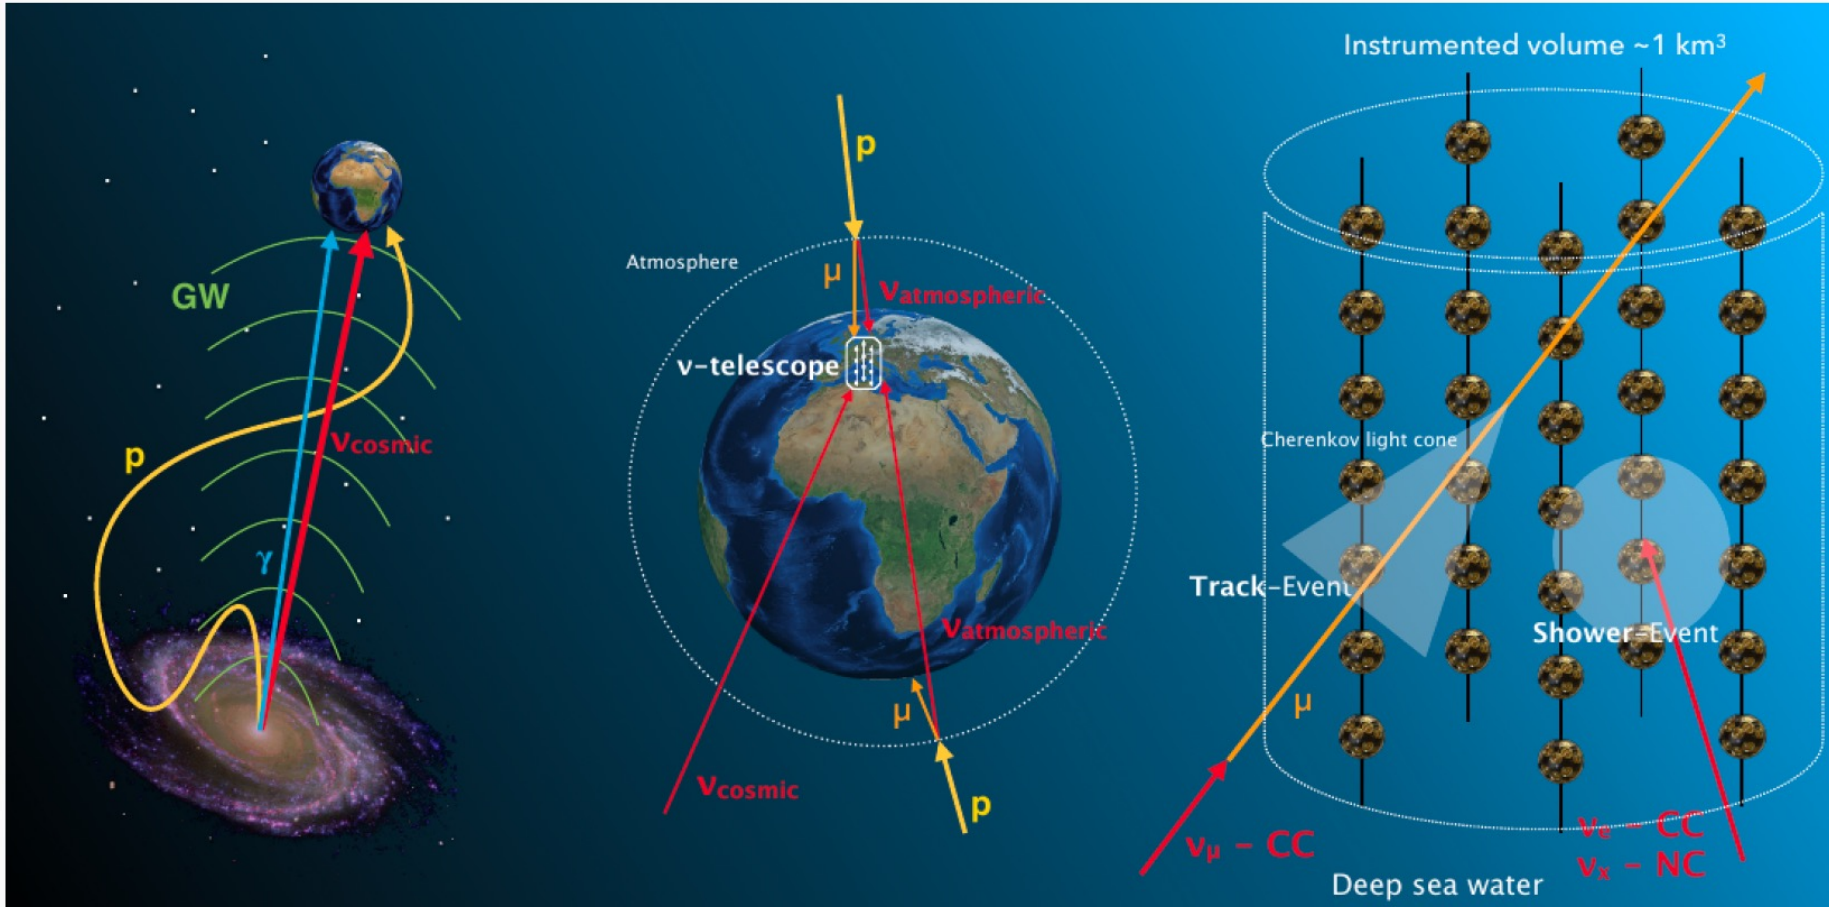 GW
p
νcosmic
γ
p
Atmosphere
μ
νatmospheric
ν-telescope
νatmospheric
μ
νcosmic
p
Instrumented volume ~1 km³
Cherenkov light cone
Track-Event
Shower-Event
μ
νμ - CC
νe - CC
νx - NC
Deep sea water